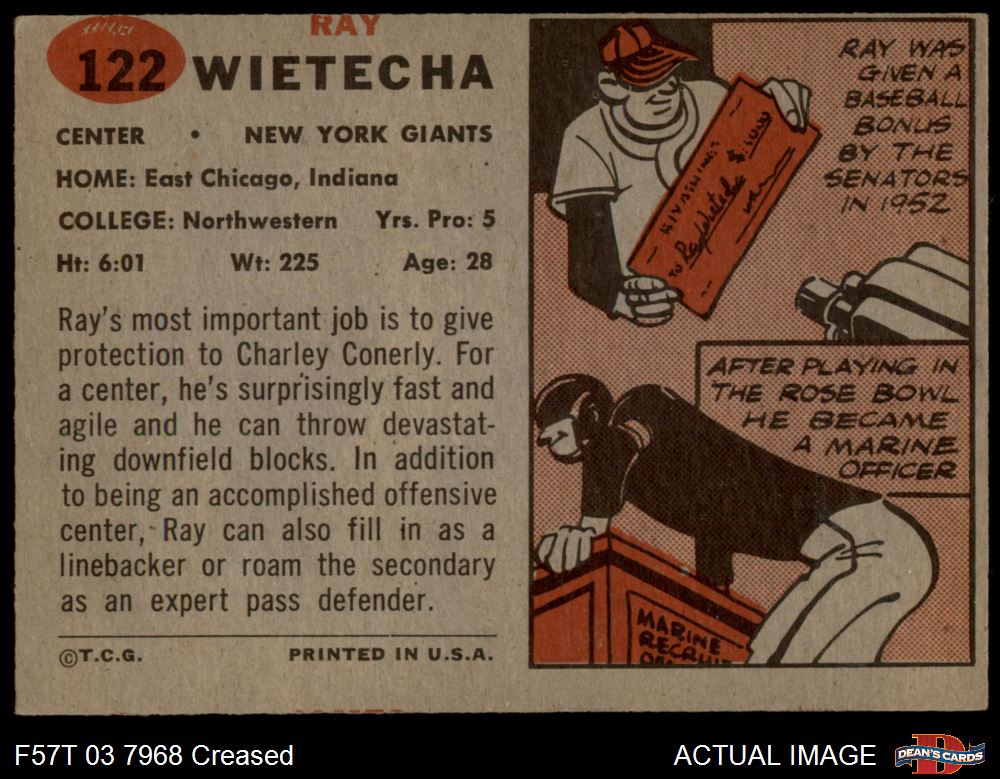 RAY
122 WIETECHA
CENTER • NEW YORK GIANTS
HOME: East Chicago, Indiana
COLLEGE: Northwestern Yrs. Pro: 5
Ht: 6:01 Wt: 225 Age: 28
Ray's most important job is to give
protection to Charley Conerly. For
a center, he's surprisingly fast and
agile and he can throw devastat-
ing downfield blocks. In addition
to being an accomplished offensive
center, Ray can also fill in as a
linebacker or roam the secondary
as an expert pass defender.
©T.C.G. PRINTED IN U.S.A.
RAY WAS
GIVEN A
BASEBALL
BONUS
BY THE
SENATORS
IN 1952
TO Ray Wietecha
AFTER PLAYING IN
THE ROSE BOWL
HE BECAME
A MARINE
OFFICER
MARINE
F57T 03 7968 Creased
ACTUAL IMAGE
DEAN'S CARDS